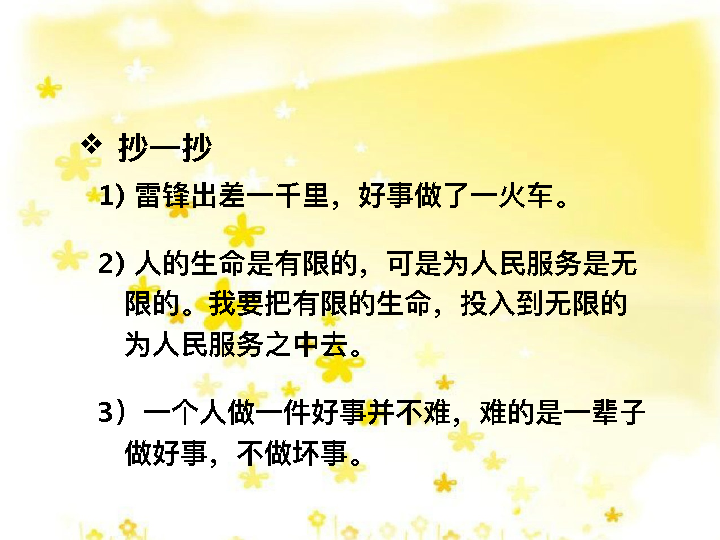 ❖ 抄一抄
1) 雷锋出差一千里，好事做了一火车。
2) 人的生命是有限的，可是为人民服务是无
限的。我要把有限的生命，投入到无限的
为人民服务之中去。
3）一个人做一件好事并不难，难的是一辈子
做好事，不做坏事。